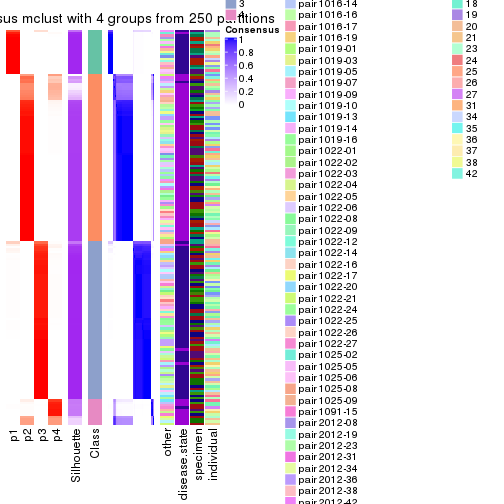 sus mclust with 4 groups from 250 partitions
3
4
Consensus
1
0.8
0.6
0.4
0.2
0
p1
p2
p3
p4
Silhouette
Class
other
disease.state
specimen
individual
pair1016-14
pair1016-16
pair1016-17
pair1016-19
pair1019-01
pair1019-03
pair1019-05
pair1019-07
pair1019-09
pair1019-10
pair1019-13
pair1019-14
pair1019-16
pair1022-01
pair1022-02
pair1022-03
pair1022-04
pair1022-05
pair1022-06
pair1022-08
pair1022-09
pair1022-12
pair1022-14
pair1022-16
pair1022-17
pair1022-20
pair1022-21
pair1022-24
pair1022-25
pair1022-26
pair1022-27
pair1025-02
pair1025-05
pair1025-06
pair1025-08
pair1025-09
pair1091-15
pair2012-08
pair2012-19
pair2012-23
pair2012-31
pair2012-34
pair2012-36
pair2012-38
pair2012-42
18
19
20
21
23
24
25
26
27
31
34
35
36
37
38
42